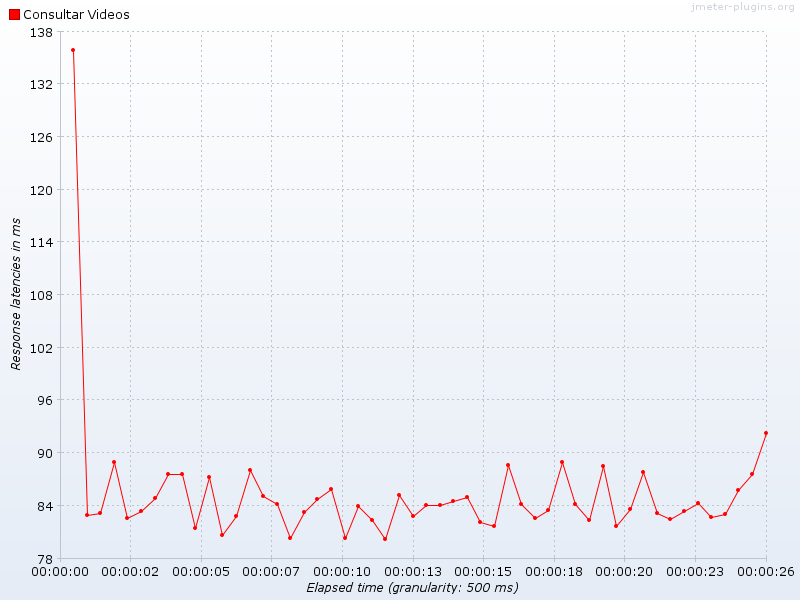 jmeter-plugins.org
Consultar Videos
138
132
126
120
114
108
102
96
90
84
78
Response latencies in ms
00:00:00 00:00:02 00:00:05 00:00:07 00:00:10 00:00:13 00:00:15 00:00:18 00:00:20 00:00:23 00:00:26
Elapsed time (granularity: 500 ms)